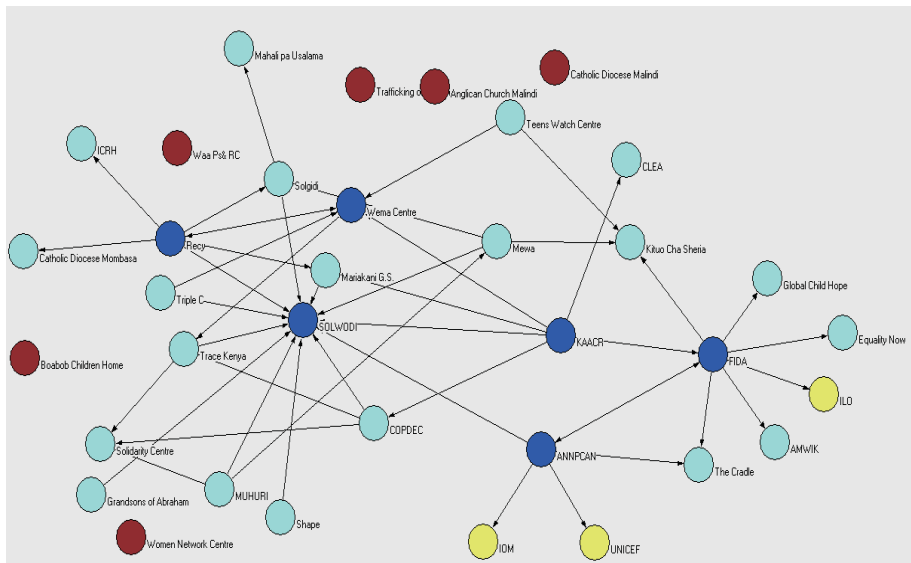 Mahali pa Usalama
Catholic Diocese Malindi
Trafficking o
Anglican Church Malindi
Teens Watch Centre
ICRH
Waa Ps& RC
CLEA
Solgidi
Wema Centre
Recy
Mewa
Kituo Cha Sheria
Catholic Diocese Mombasa
Mariakani G.S.
Global Child Hope
Triple C
SOLWODI
Equality Now
KAACR
Trace Kenya
FIDA
Boabob Children Home
ILO
COPDEC
Solidarity Centre
ANNPCAN
AMWIK
The Cradle
Grandsons of Abraham
MUHURI
Shape
Women Network Centre
IOM
UNICEF